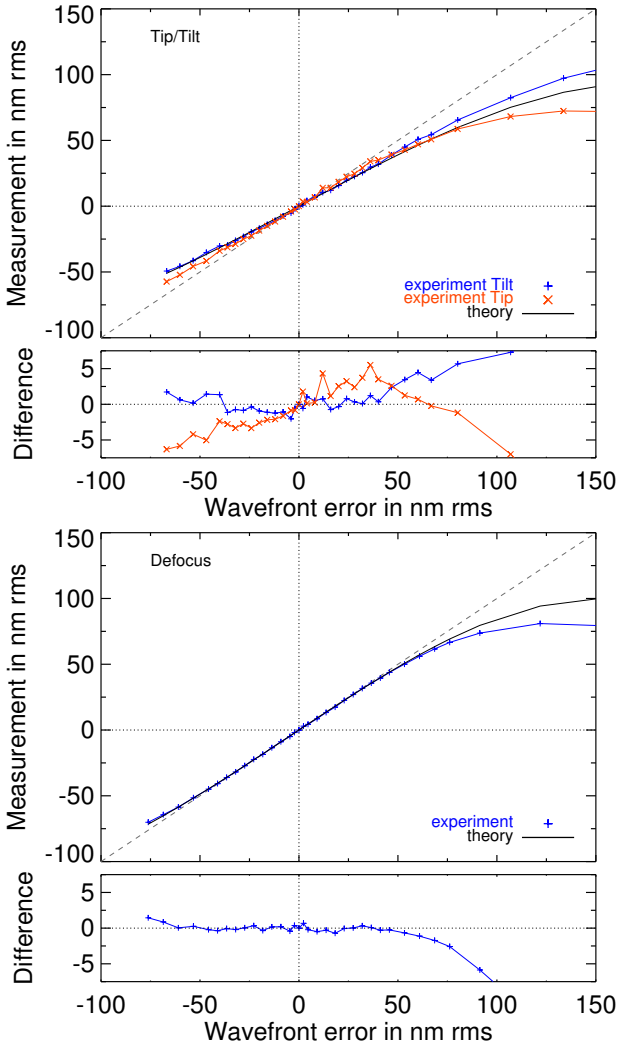 Tip/Tilt
150
100
50
0
-50
-100
Measurement in nm rms
experiment Tilt
experiment Tip
theory
5
0
-5
Difference
-100 -50 0 50 100 150
Wavefront error in nm rms
Defocus
150
100
50
0
-50
-100
Measurement in nm rms
experiment
theory
5
0
-5
Difference
-100 -50 0 50 100 150
Wavefront error in nm rms